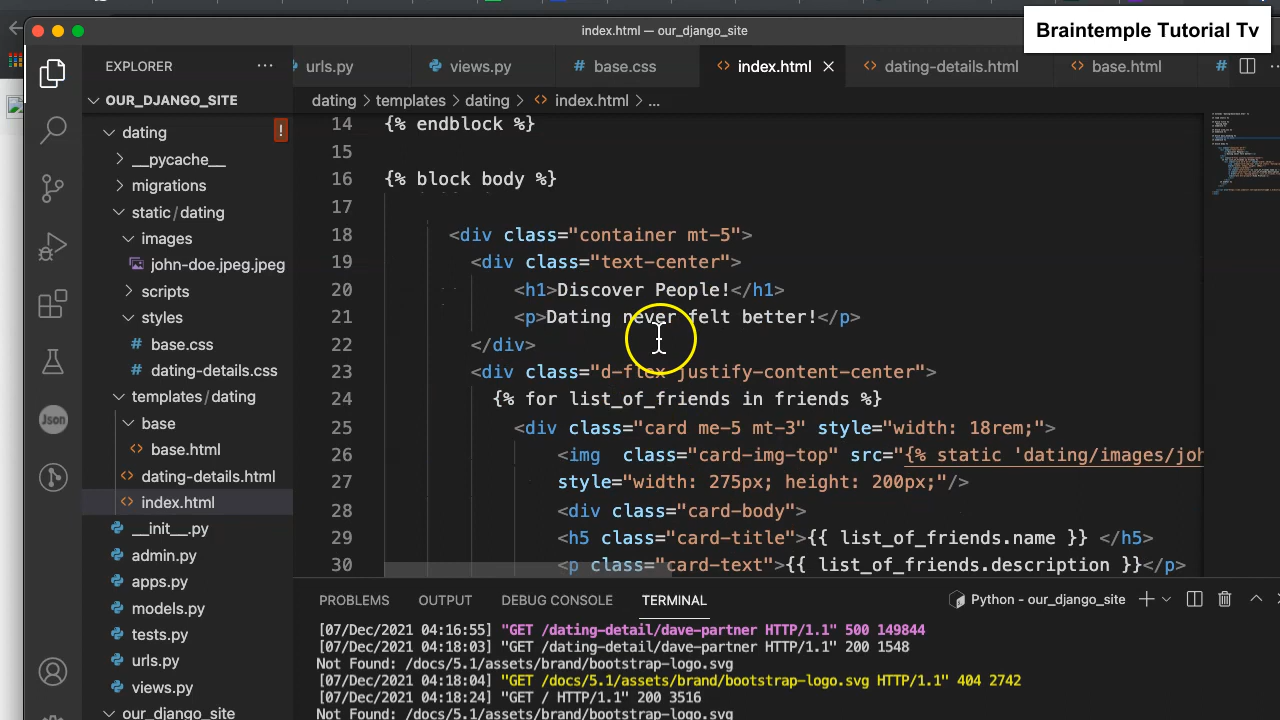 index.html — our_django_site
Braintemple Tutorial Tv
EXPLORER
urls.py
views.py
# base.css
index.html
dating-details.html
base.html
#
OUR_DJANGO_SITE
dating > templates > dating > index.html > ...
dating
!
__pycache__
migrations
static / dating
images
john-doe.jpeg.jpeg
scripts
styles
# base.css
# dating-details.css
templates / dating
base
base.html
dating-details.html
index.html
__init__.py
admin.py
apps.py
models.py
tests.py
urls.py
views.py
our_django_site
Json
14 {% endblock %}
15
16 {% block body %}
17
18 <div class="container mt-5">
19 <div class="text-center">
20 <h1>Discover People!</h1>
21 <p>Dating never felt better!</p>
22 </div>
23 <div class="d-flex justify-content-center">
24 {% for list_of_friends in friends %}
25 <div class="card me-5 mt-3" style="width: 18rem;">
26 <img class="card-img-top" src="{% static 'dating/images/joh
27 style="width: 275px; height: 200px;"/>
28 <div class="card-body">
29 <h5 class="card-title">{{ list_of_friends.name }} </h5>
30 <p class="card-text">{{ list_of_friends.description }}</p>
PROBLEMS OUTPUT DEBUG CONSOLE TERMINAL
Python - our_django_site
[07/Dec/2021 04:16:55] "GET /dating-detail/dave-partner HTTP/1.1" 500 149844
[07/Dec/2021 04:18:03] "GET /dating-detail/dave-partner HTTP/1.1" 200 1548
Not Found: /docs/5.1/assets/brand/bootstrap-logo.svg
[07/Dec/2021 04:18:04] "GET /docs/5.1/assets/brand/bootstrap-logo.svg HTTP/1.1" 404 2742
[07/Dec/2021 04:18:24] "GET / HTTP/1.1" 200 3516
Not Found: /docs/5.1/assets/brand/bootstrap-logo.svg